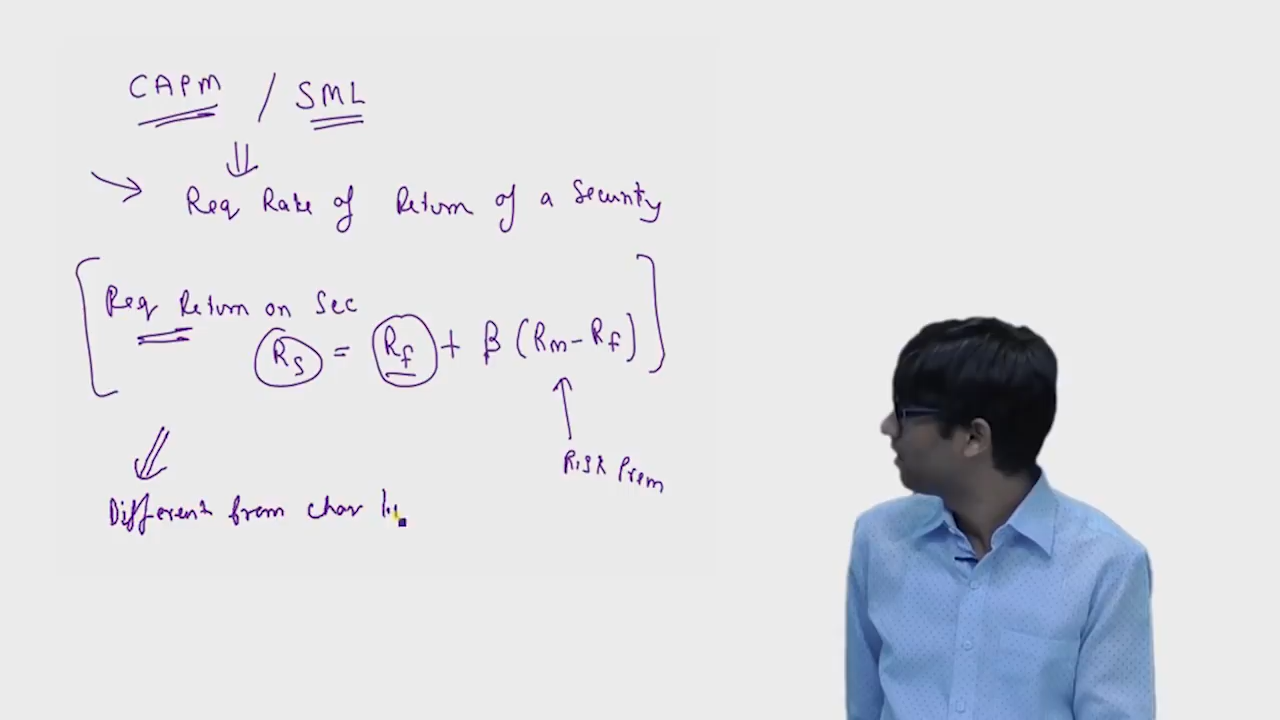 CAPM / SML
Req Rate of Return of a Security
Req Return on Sec
Rs = Rf + β (Rm - Rf)
Risk Prem
Different from char